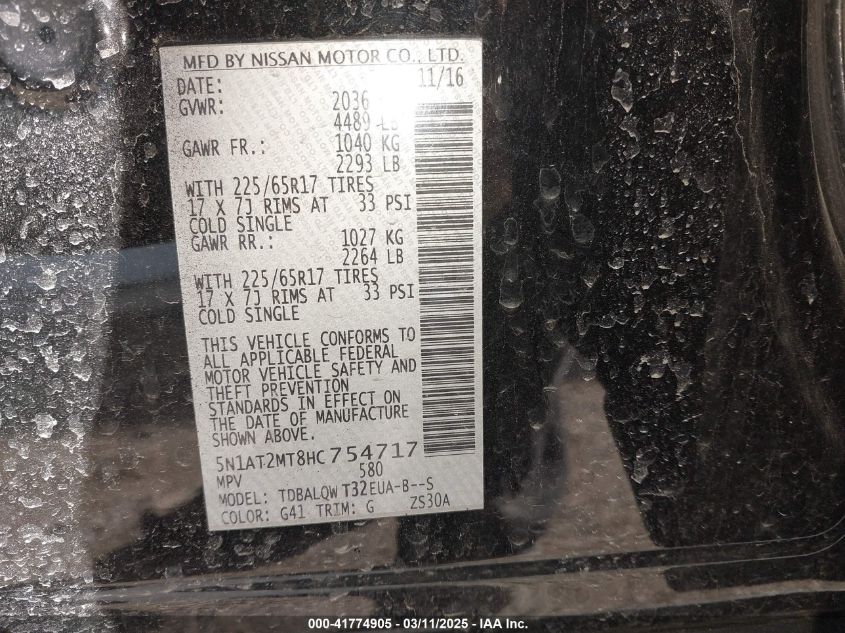 MFD BY NISSAN MOTOR CO., LTD.
DATE: 11/16
GVWR: 2036
4489 LB
GAWR FR.: 1040 KG
2293 LB
WITH 225/65R17 TIRES
17 X 7J RIMS AT 33 PSI
COLD SINGLE
GAWR RR.: 1027 KG
2264 LB
WITH 225/65R17 TIRES
17 X 7J RIMS AT 33 PSI
COLD SINGLE
THIS VEHICLE CONFORMS TO
ALL APPLICABLE FEDERAL
MOTOR VEHICLE SAFETY AND
THEFT PREVENTION
STANDARDS IN EFFECT ON
THE DATE OF MANUFACTURE
SHOWN ABOVE.
5N1AT2MT8HC754717
MPV 580
MODEL: TDBALQW T32EUA-B--S
COLOR: G41 TRIM: G ZS30A
000-41774905 - 03/11/2025 - IAA Inc.